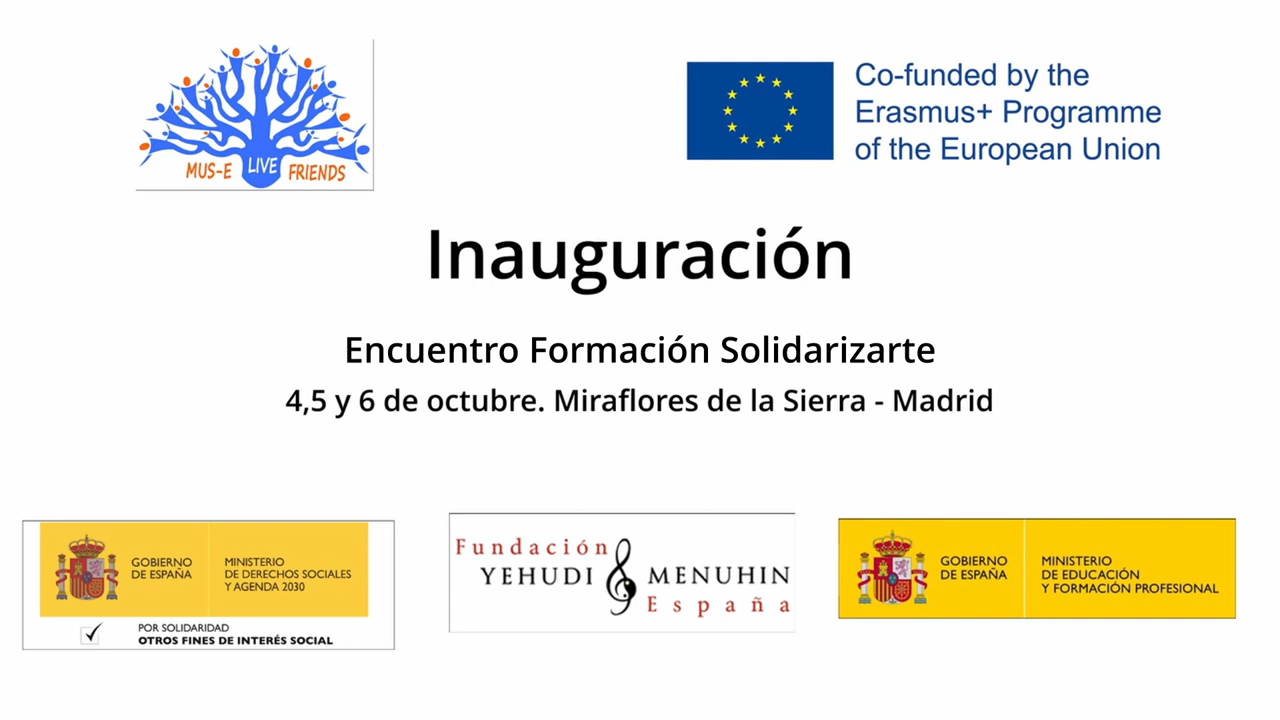 MUS-E LIVE FRIENDS
Co-funded by the
Erasmus+ Programme
of the European Union
Inauguración
Encuentro Formación Solidarizarte
4,5 y 6 de octubre. Miraflores de la Sierra - Madrid
GOBIERNO
DE ESPAÑA
MINISTERIO
DE DERECHOS SOCIALES
Y AGENDA 2030
POR SOLIDARIDAD
OTROS FINES DE INTERÉS SOCIAL
Fundación
YEHUDI MENUHIN
España
GOBIERNO
DE ESPAÑA
MINISTERIO
DE EDUCACIÓN
Y FORMACIÓN PROFESIONAL